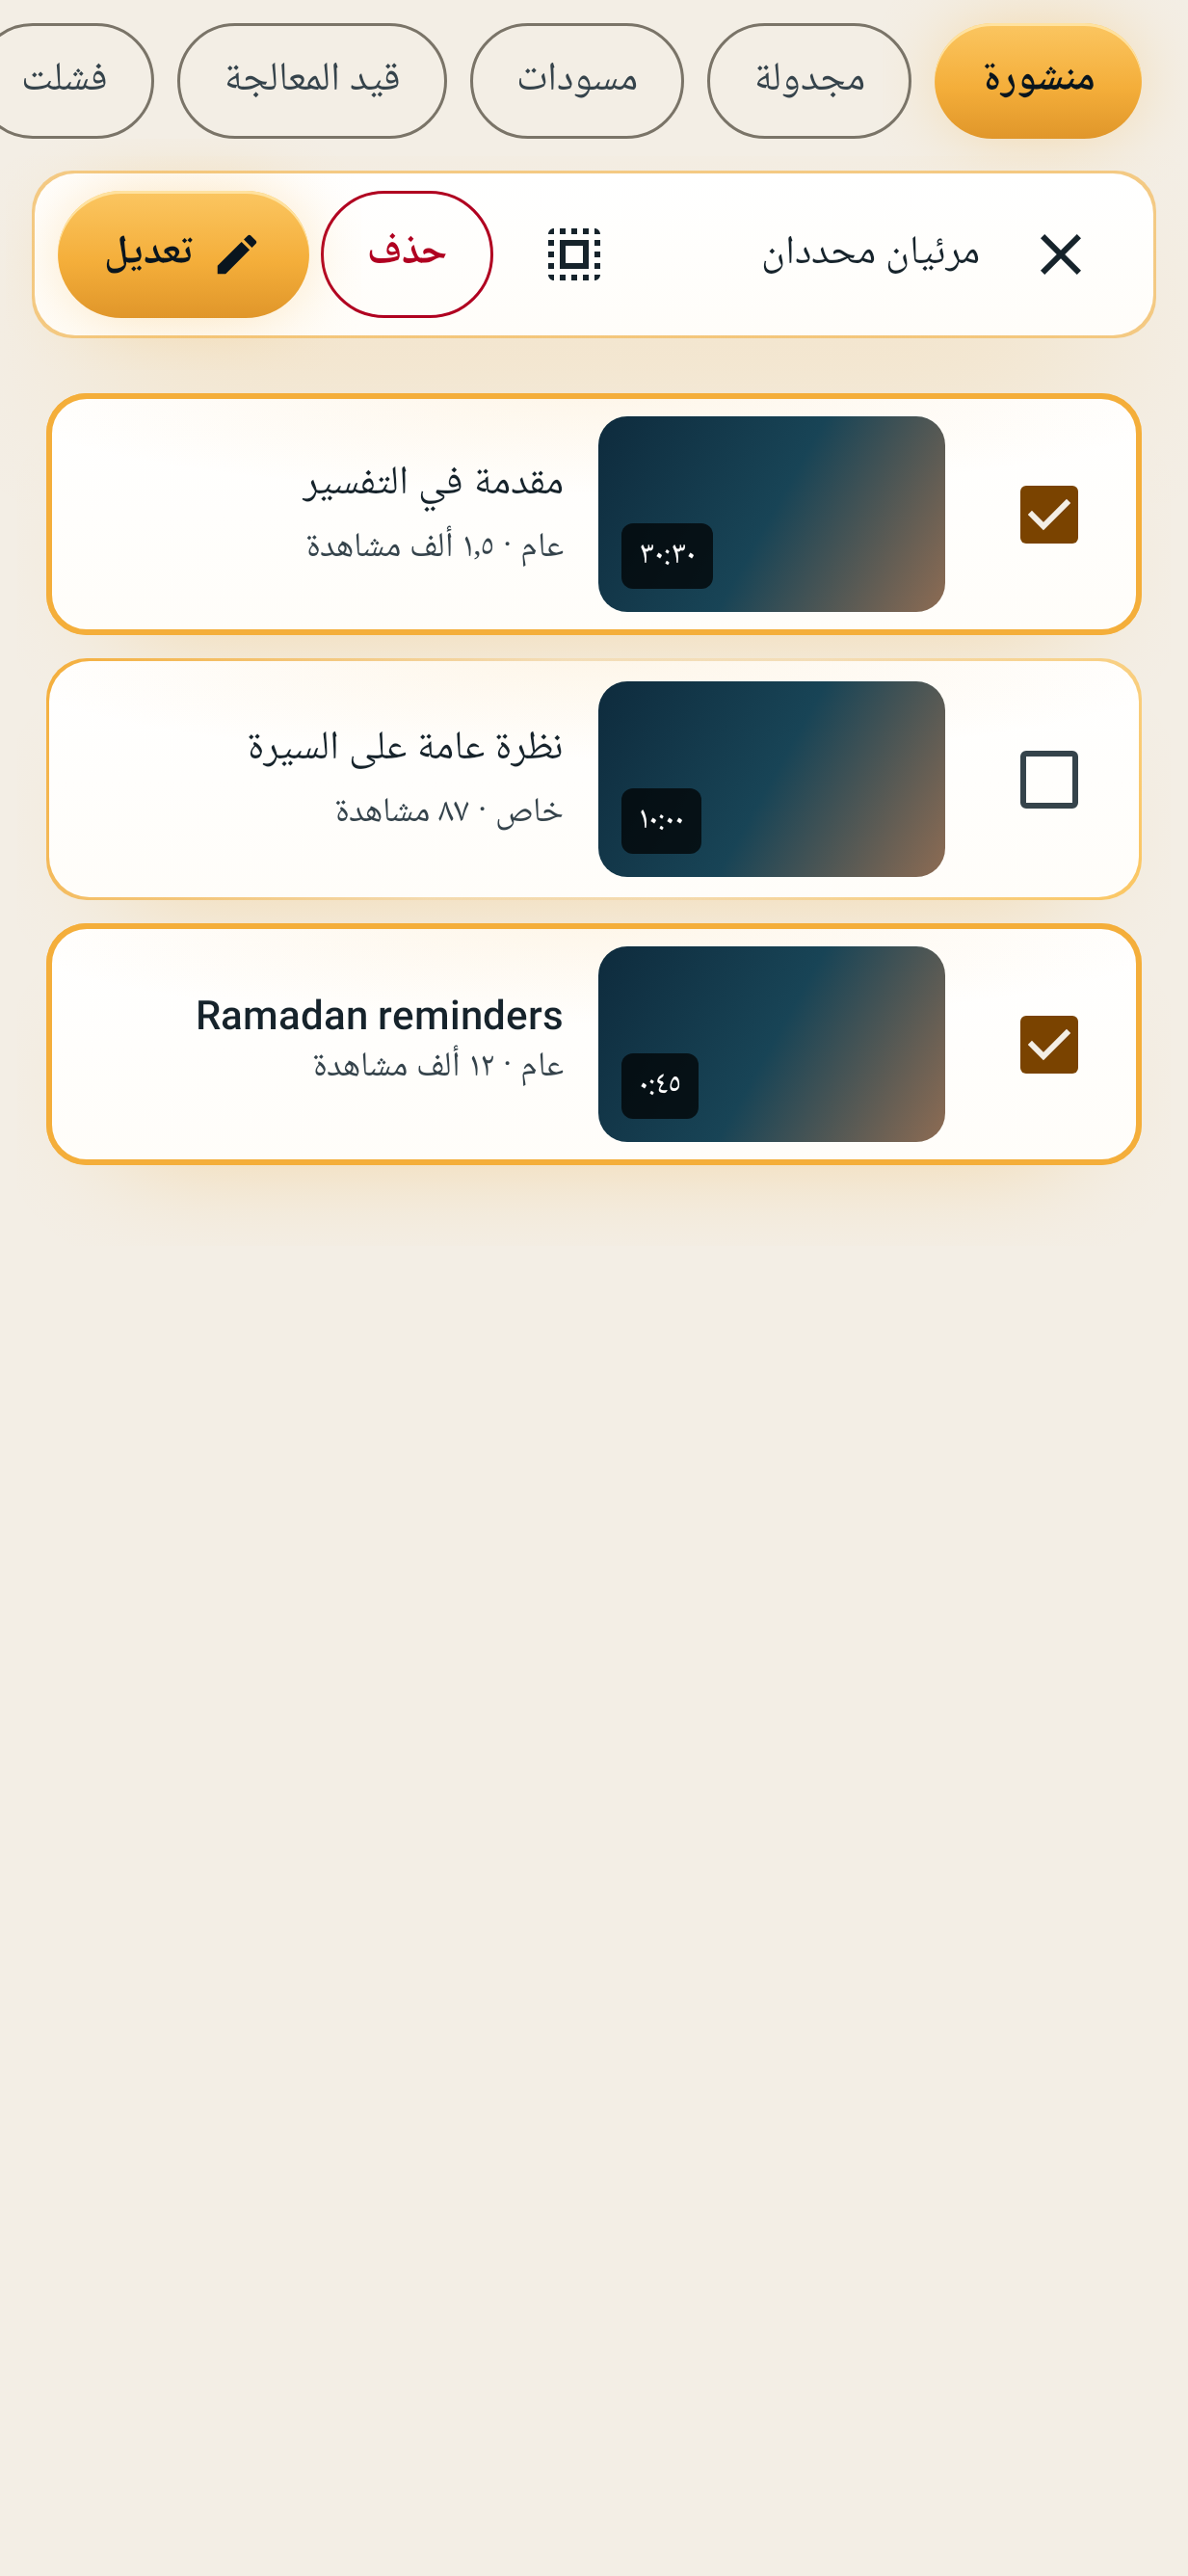 منشورة
مجدولة
مسودات
قيد المعالجة
فشلت
مرئيان محددان
حذف
تعديل
٣٠:٣٠
مقدمة في التفسير
عام · ١٫٥ ألف مشاهدة
١٠:٠٠
نظرة عامة على السيرة
خاص · ٨٧ مشاهدة
٠:٤٥
Ramadan reminders
عام · ١٢ ألف مشاهدة